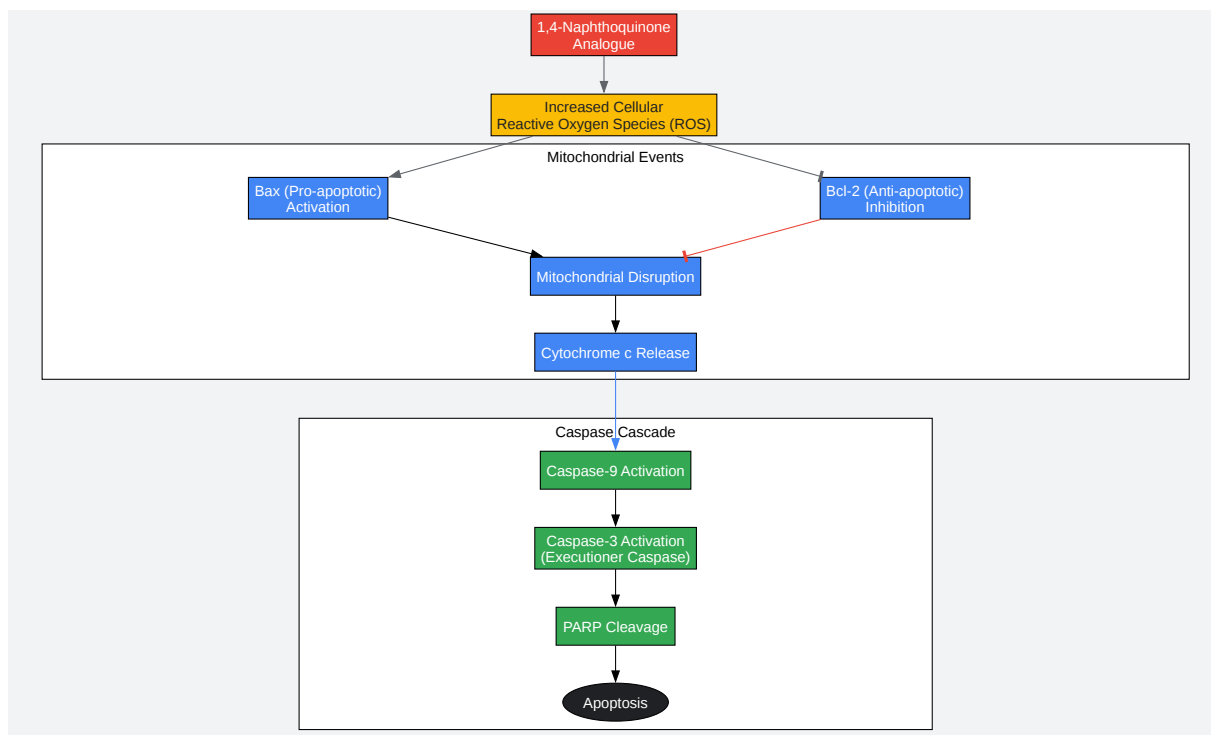 1,4-Naphthoquinone
Analogue
Increased Cellular
Reactive Oxygen Species (ROS)
Mitochondrial Events
Bax (Pro-apoptotic)
Activation
Bcl-2 (Anti-apoptotic)
Inhibition
Mitochondrial Disruption
Cytochrome c Release
Caspase Cascade
Caspase-9 Activation
Caspase-3 Activation
(Executioner Caspase)
PARP Cleavage
Apoptosis